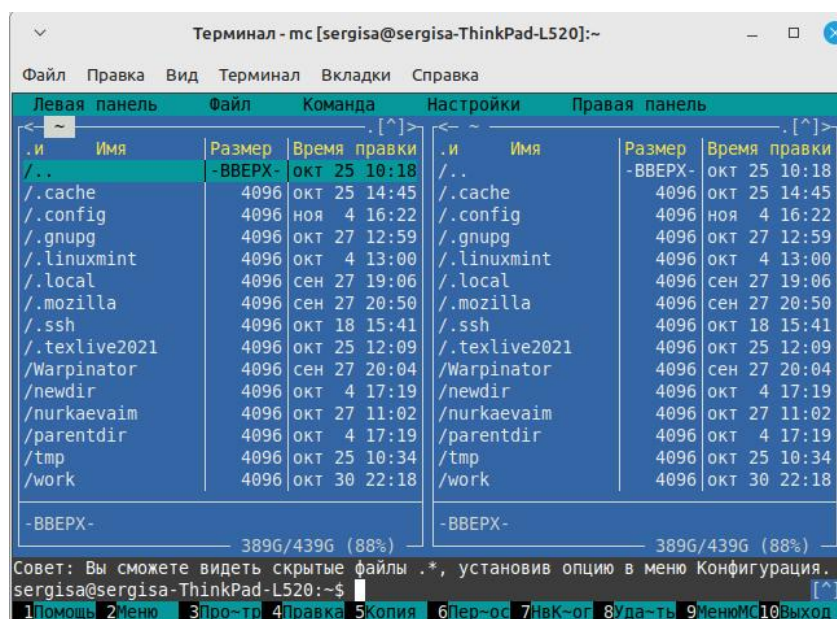 Терминал - mc [sergisa@sergisa-ThinkPad-L520]:~
Файл Правка Вид Терминал Вкладки Справка
Левая панель Файл Команда Настройки Правая панель
<- ~ .[^]> <- ~ .[^]>
.и Имя Размер Время правки .и Имя Размер Время правки
/.. -ВВЕРХ- окт 25 10:18 /.. -ВВЕРХ- окт 25 10:18
/.cache 4096 окт 25 14:45 /.cache 4096 окт 25 14:45
/.config 4096 ноя 4 16:22 /.config 4096 ноя 4 16:22
/.gnupg 4096 окт 27 12:59 /.gnupg 4096 окт 27 12:59
/.linuxmint 4096 окт 4 13:00 /.linuxmint 4096 окт 4 13:00
/.local 4096 сен 27 19:06 /.local 4096 сен 27 19:06
/.mozilla 4096 сен 27 20:50 /.mozilla 4096 сен 27 20:50
/.ssh 4096 окт 18 15:41 /.ssh 4096 окт 18 15:41
/.texlive2021 4096 окт 25 12:09 /.texlive2021 4096 окт 25 12:09
/Warpinator 4096 сен 27 20:04 /Warpinator 4096 сен 27 20:04
/newdir 4096 окт 4 17:19 /newdir 4096 окт 4 17:19
/nurkaevaim 4096 окт 27 11:02 /nurkaevaim 4096 окт 27 11:02
/parentdir 4096 окт 4 17:19 /parentdir 4096 окт 4 17:19
/tmp 4096 окт 25 10:34 /tmp 4096 окт 25 10:34
/work 4096 окт 30 22:18 /work 4096 окт 30 22:18
-ВВЕРХ- -ВВЕРХ-
389G/439G (88%) 389G/439G (88%)
Совет: Вы сможете видеть скрытые файлы .*, установив опцию в меню Конфигурация.
sergisa@sergisa-ThinkPad-L520:~$ [^]
1Помощь 2Меню 3Про~тр 4Правка 5Копия 6Пер~ос 7НвК~ог 8Уда~ть 9МенюMC 10Выход